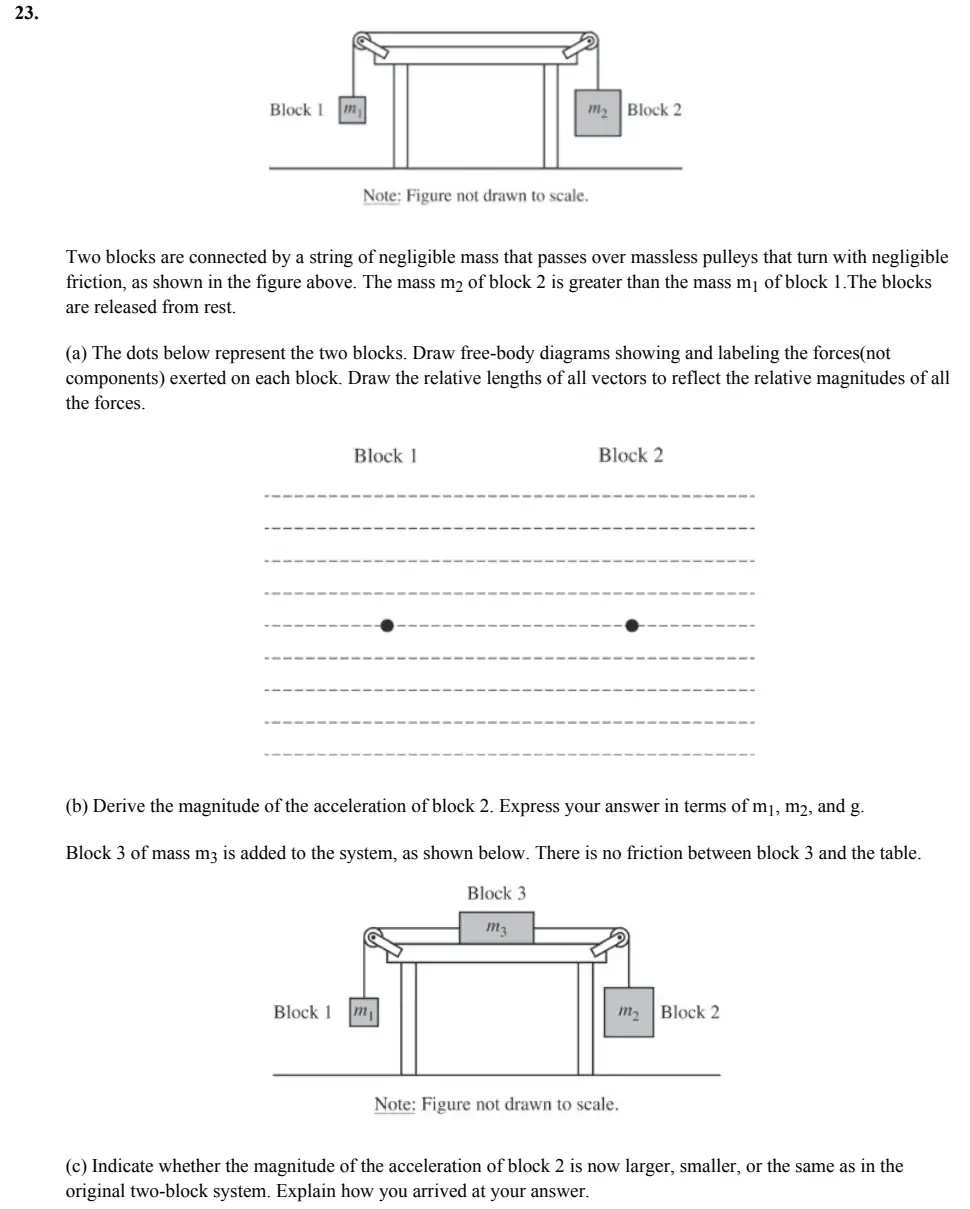 23.
Block 1 m₁ m₂ Block 2
Note: Figure not drawn to scale.
Two blocks are connected by a string of negligible mass that passes over massless pulleys that turn with negligible
friction, as shown in the figure above. The mass m₂ of block 2 is greater than the mass m₁ of block 1.The blocks
are released from rest.
(a) The dots below represent the two blocks. Draw free-body diagrams showing and labeling the forces(not
components) exerted on each block. Draw the relative lengths of all vectors to reflect the relative magnitudes of all
the forces.
Block 1 Block 2
(b) Derive the magnitude of the acceleration of block 2. Express your answer in terms of m₁, m₂, and g.
Block 3 of mass m₃ is added to the system, as shown below. There is no friction between block 3 and the table.
Block 3
m₃
Block 1 m₁ m₂ Block 2
Note: Figure not drawn to scale.
(c) Indicate whether the magnitude of the acceleration of block 2 is now larger, smaller, or the same as in the
original two-block system. Explain how you arrived at your answer.